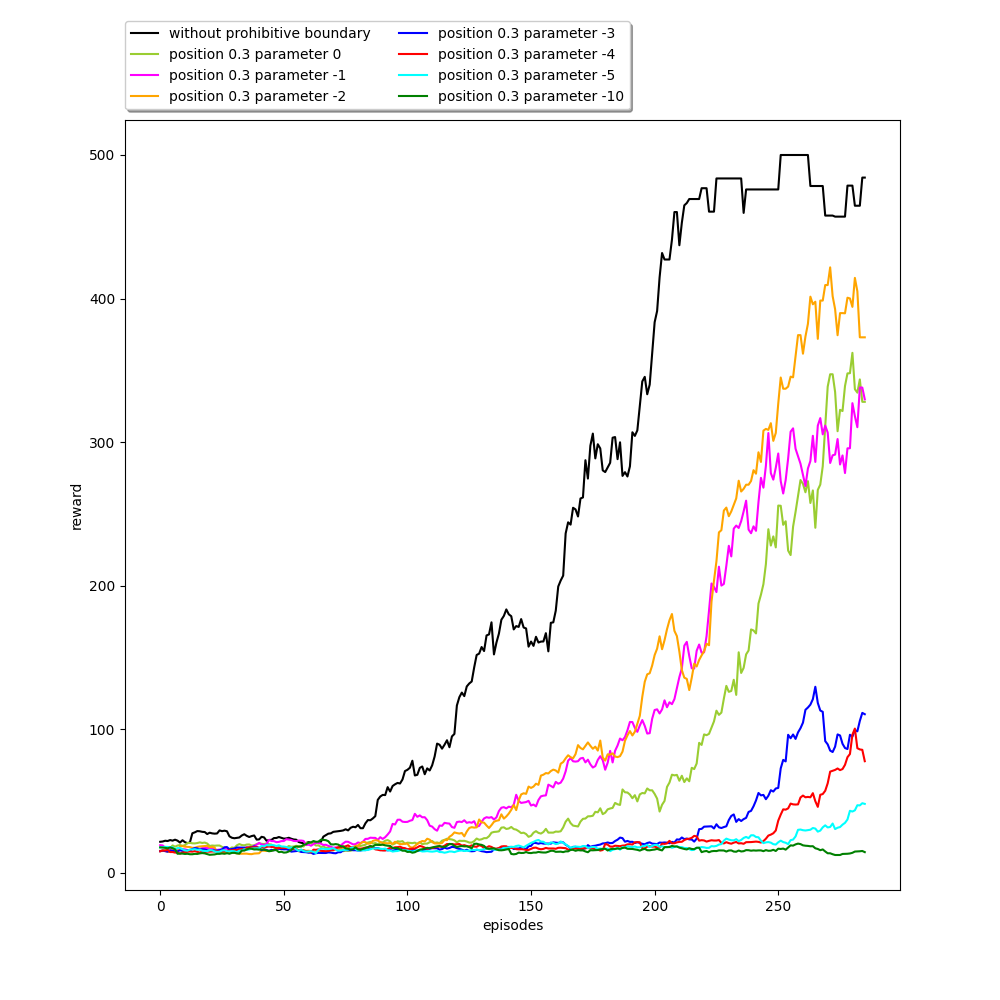 without prohibitive boundary
position 0.3 parameter 0
position 0.3 parameter -1
position 0.3 parameter -2
position 0.3 parameter -3
position 0.3 parameter -4
position 0.3 parameter -5
position 0.3 parameter -10
500
400
300
200
100
0
reward
0 50 100 150 200 250
episodes